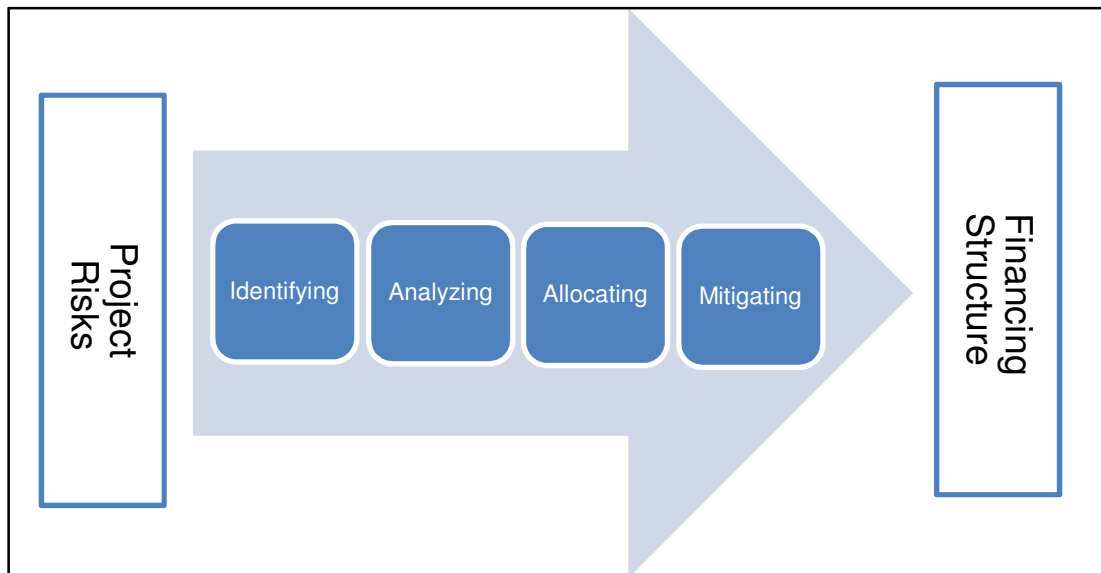 Project
Risks
Identifying
Analyzing
Allocating
Mitigating
Financing
Structure